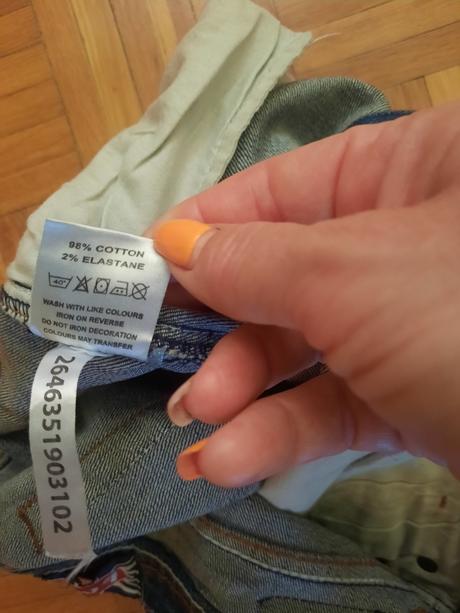 98% COTTON
2% ELASTANE
40°
WASH WITH LIKE COLOURS
IRON ON REVERSE
DO NOT IRON DECORATION
COLOURS MAY TRANSFER
2646351903102